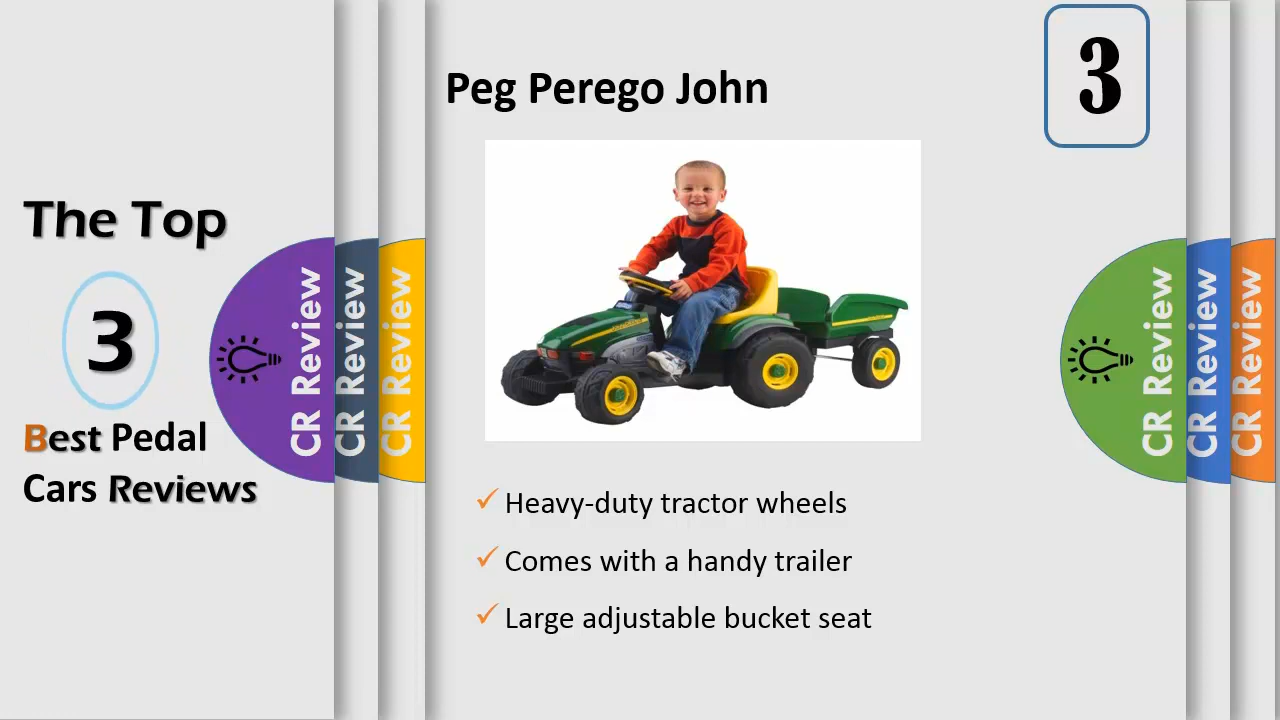 The Top
3
Best Pedal
Cars Reviews
CR Review
CR Review
CR Review
Peg Perego John
3
✓ Heavy-duty tractor wheels
✓ Comes with a handy trailer
✓ Large adjustable bucket seat
CR Review
CR Review
CR Review